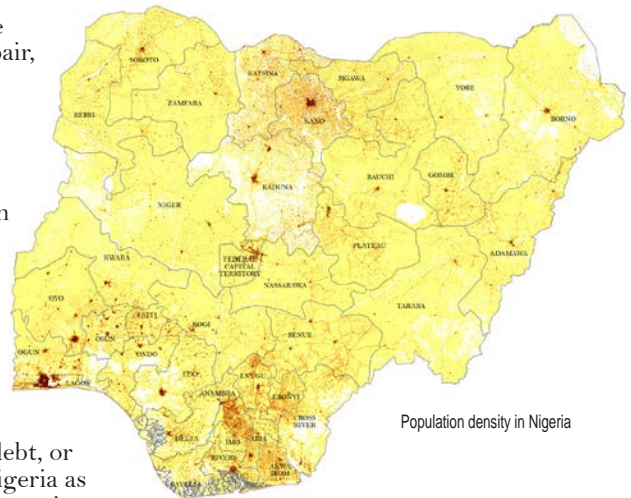 e
pair,
SOKOTO
KATSINA
JIGAWA
YOBE
ZAMFARA
KANO
BORNO
KEBBI
KADUNA
BAUCHI
GOMBE
n
NIGER
PLATEAU
ADAMAWA
KWARA
FEDERAL
CAPITAL
TERRITORY
NASSARAWA
OYO
TARABA
EKITI
KOGI
BENUE
OSUN
OGUN
ONDO
LAGOS
EDO
ENUGU
ANAMBRA
EBONYI
CROSS
RIVER
Population density in Nigeria
DELTA
IMO
ABIA
RIVERS
AKWA
IBOM
BAYELSA
lebt, or
igeria as